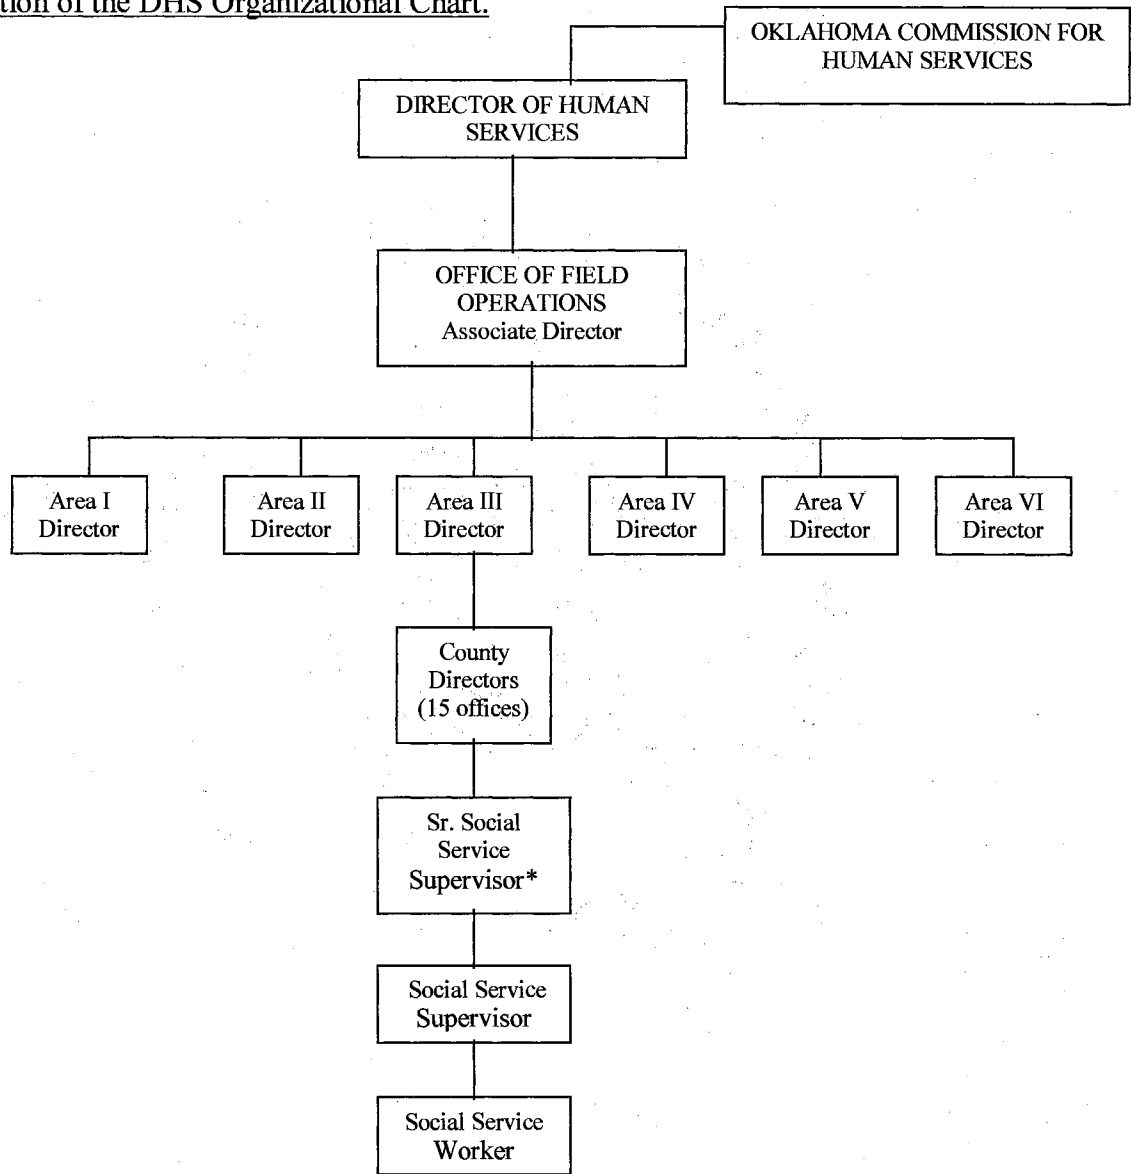 tion of the DHS Organizational Chart.
OKLAHOMA COMMISSION FOR
HUMAN SERVICES
DIRECTOR OF HUMAN
SERVICES
OFFICE OF FIELD
OPERATIONS
Associate Director
Area I
Director
Area II
Director
Area III
Director
Area IV
Director
Area V
Director
Area VI
Director
County
Directors
(15 offices)
Sr. Social
Service
Supervisor*
Social Service
Supervisor
Social Service
Worker